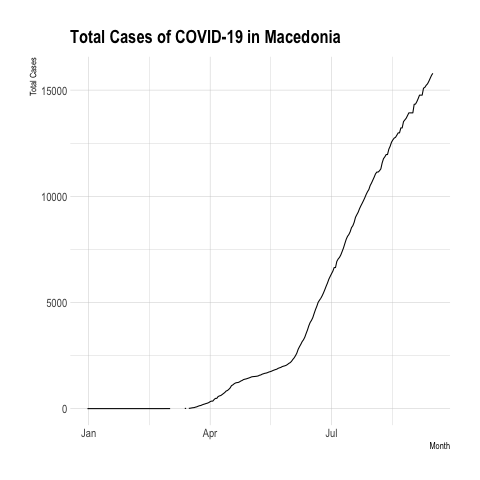 Total Cases of COVID-19 in Macedonia
Total Cases
15000
10000
5000
0
Jan Apr Jul
Month